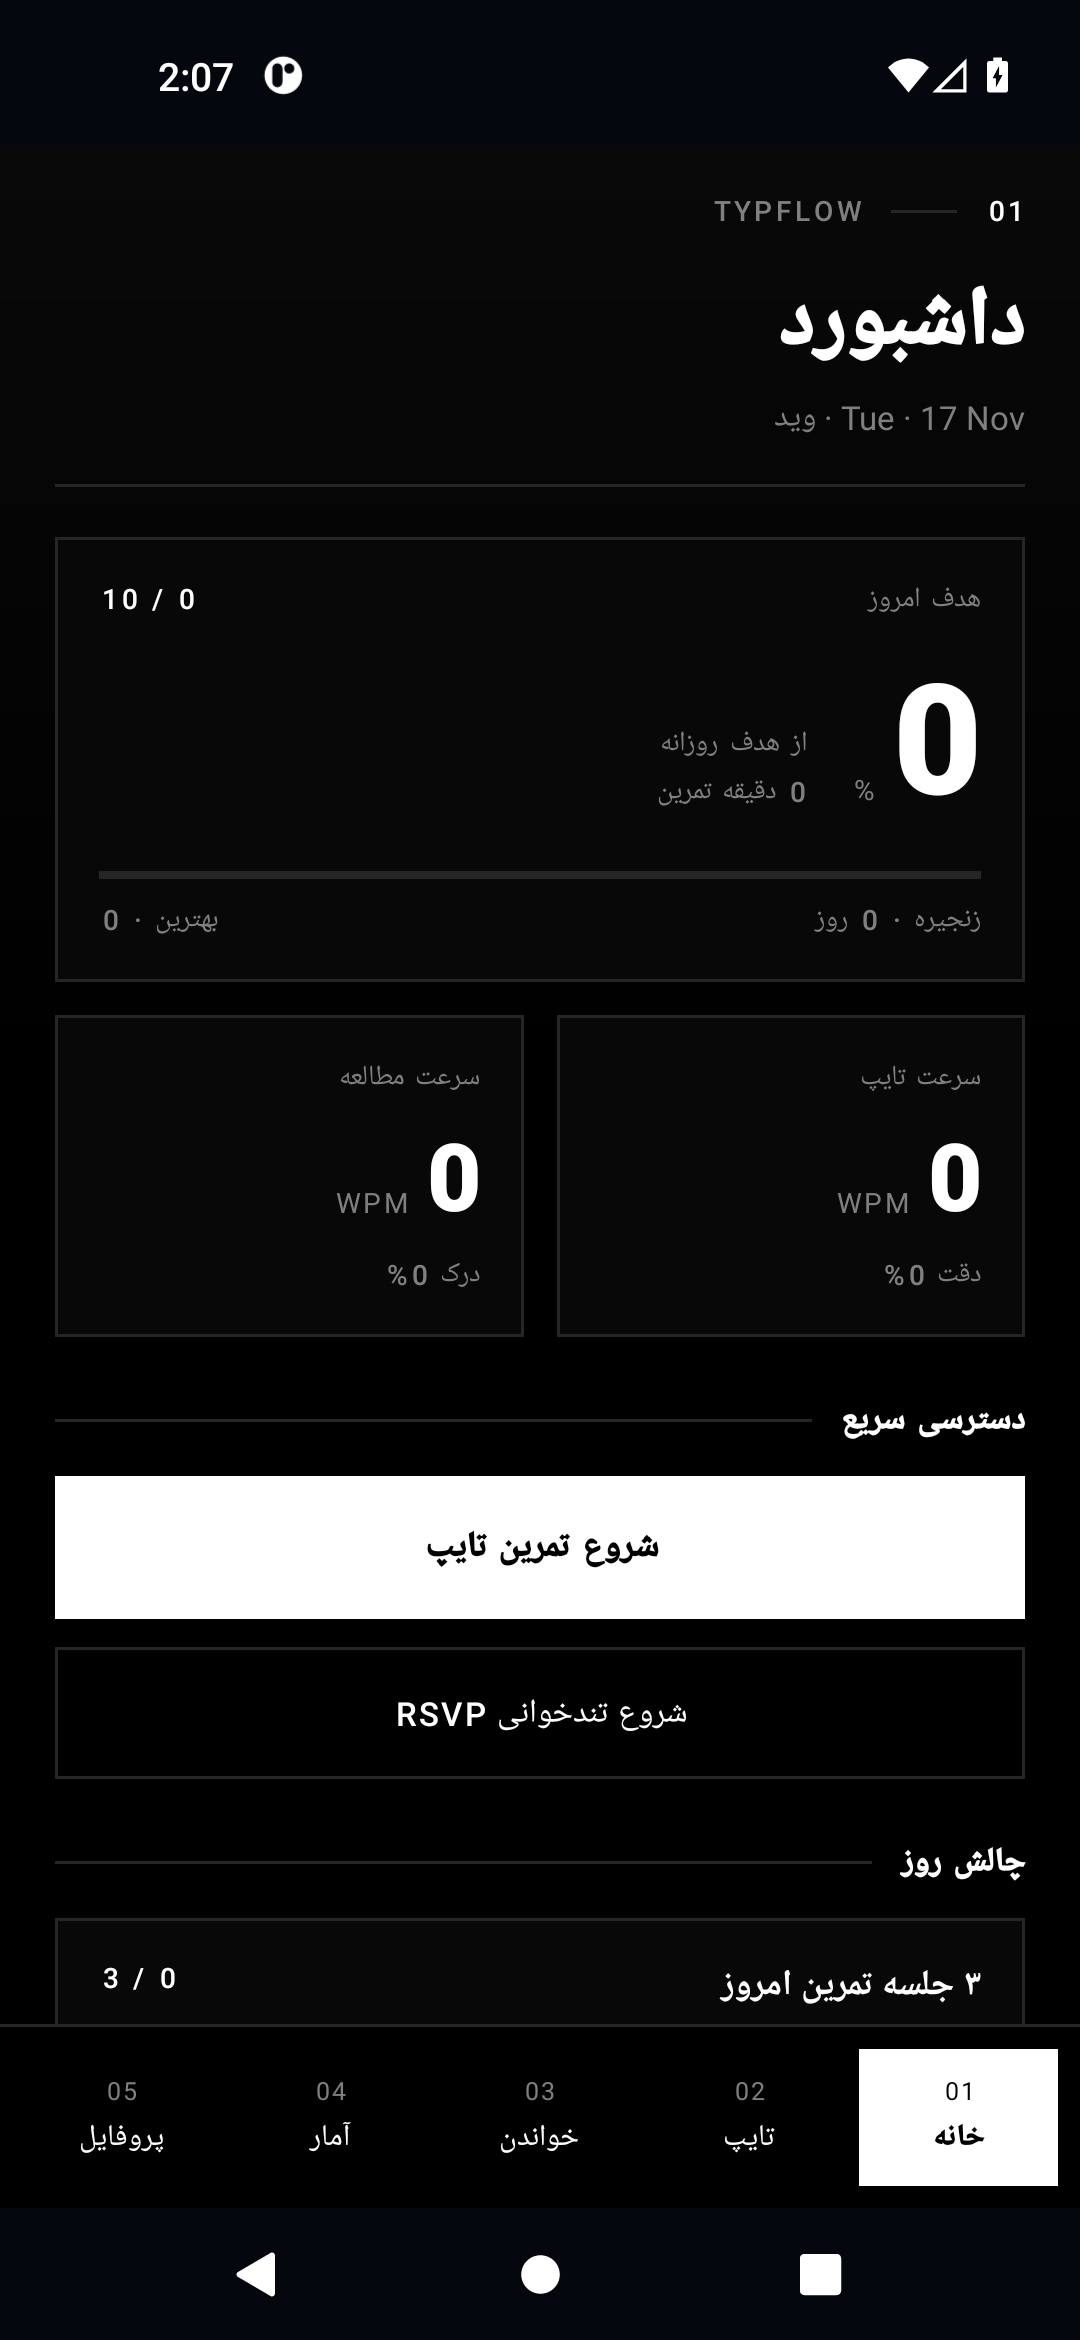 2:07
01 TYPFLOW
داشبورد
وید · Tue · 17 Nov
هدف امروز
10 / 0
0 %
از هدف روزانه
0 دقیقه تمرین
زنجیره · 0 روز
بهترین · 0
سرعت تایپ
0 WPM
دقت 0%
سرعت مطالعه
0 WPM
درک 0%
دسترسی سریع
شروع تمرین تایپ
شروع تندخوانی RSVP
چالش روز
۳ جلسه تمرین امروز
3 / 0
01
خانه
02
تایپ
03
خواندن
04
آمار
05
پروفایل